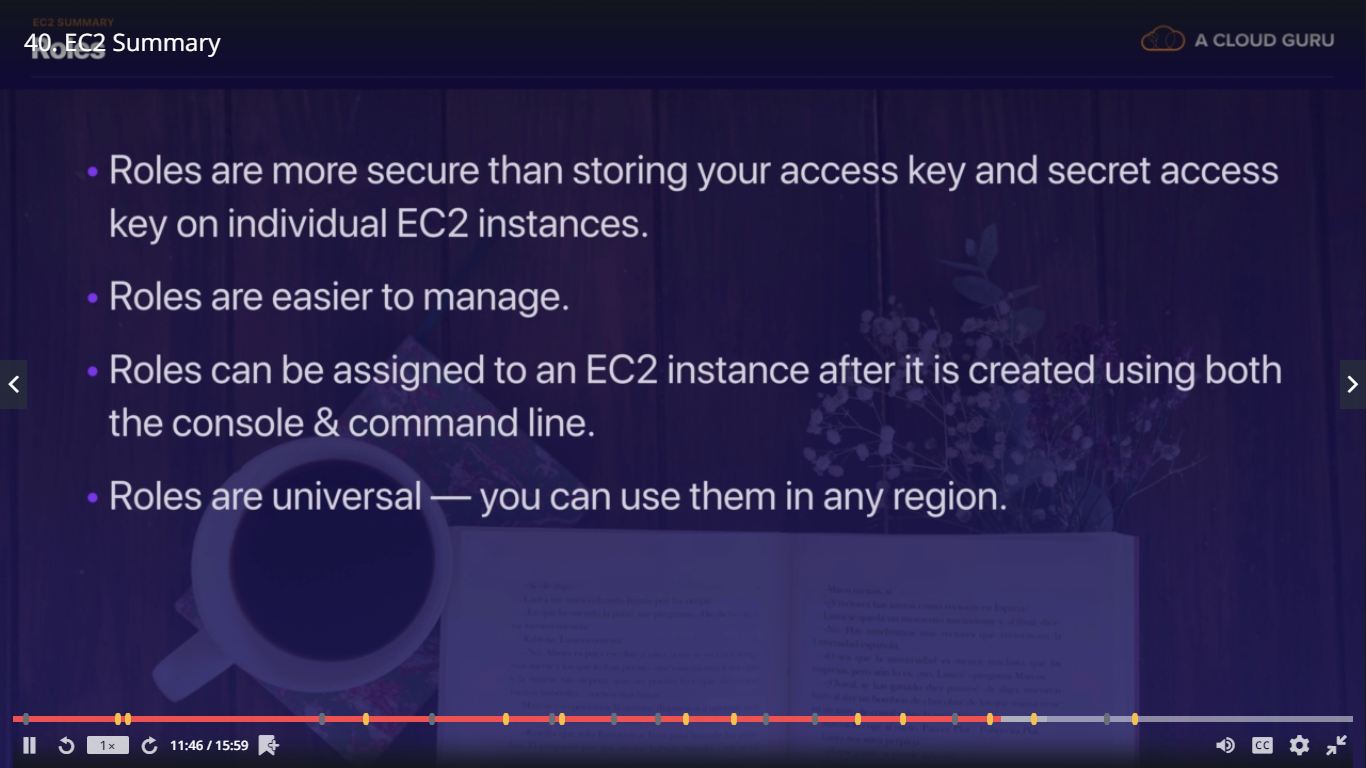 EC2 SUMMARY
40. EC2 Summary
Roles
A CLOUD GURU
Roles are more secure than storing your access key and secret access
key on individual EC2 instances.
Roles are easier to manage.
Roles can be assigned to an EC2 instance after it is created using both
the console & command line.
Roles are universal — you can use them in any region.
1×
11:46 / 15:59
CC